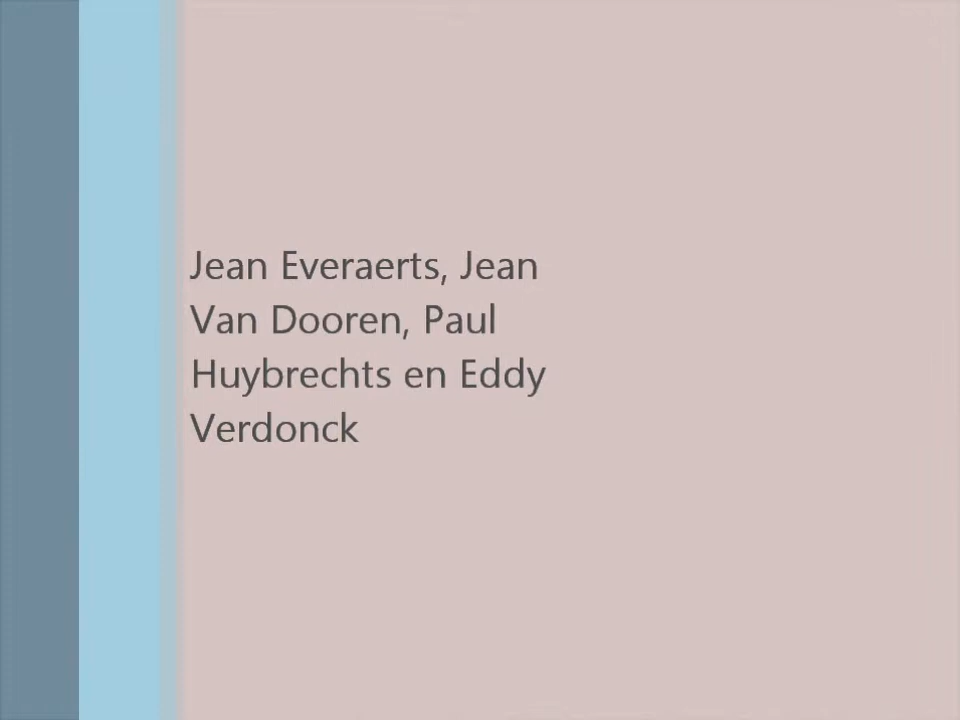 Jean Everaerts, Jean
Van Dooren, Paul
Huybrechts en Eddy
Verdonck